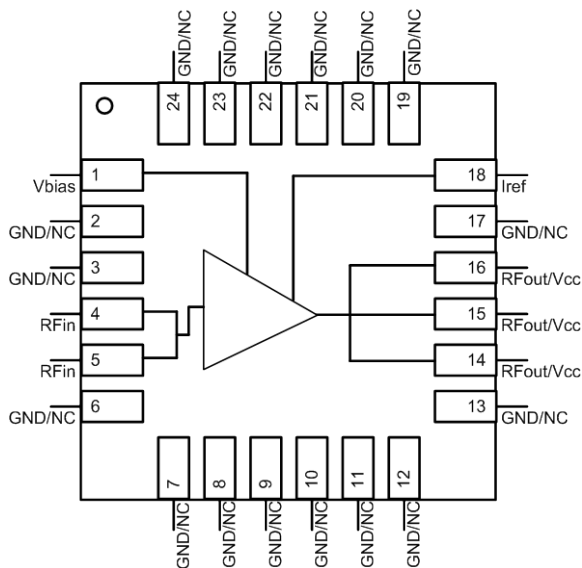 GND/NC GND/NC GND/NC GND/NC GND/NC GND/NC
24 23 22 21 20 19
Vbias 1 18 Iref
GND/NC 2 17 GND/NC
GND/NC 3 16 RFout/Vcc
RFin 4 15 RFout/Vcc
RFin 5 14 RFout/Vcc
GND/NC 6 13 GND/NC
7 8 9 10 11 12
GND/NC GND/NC GND/NC GND/NC GND/NC GND/NC